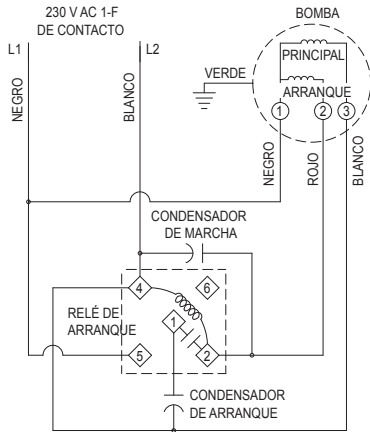 230 V AC 1-F
DE CONTACTO
BOMBA
L1
L2
PRINCIPAL
VERDE
ARRANQUE
NEGRO
BLANCO
1
2
3
NEGRO
ROJO
BLANCO
CONDENSADOR
DE MARCHA
4
6
RELÉ DE
ARRANQUE
1
5
2
CONDENSADOR
DE ARRANQUE